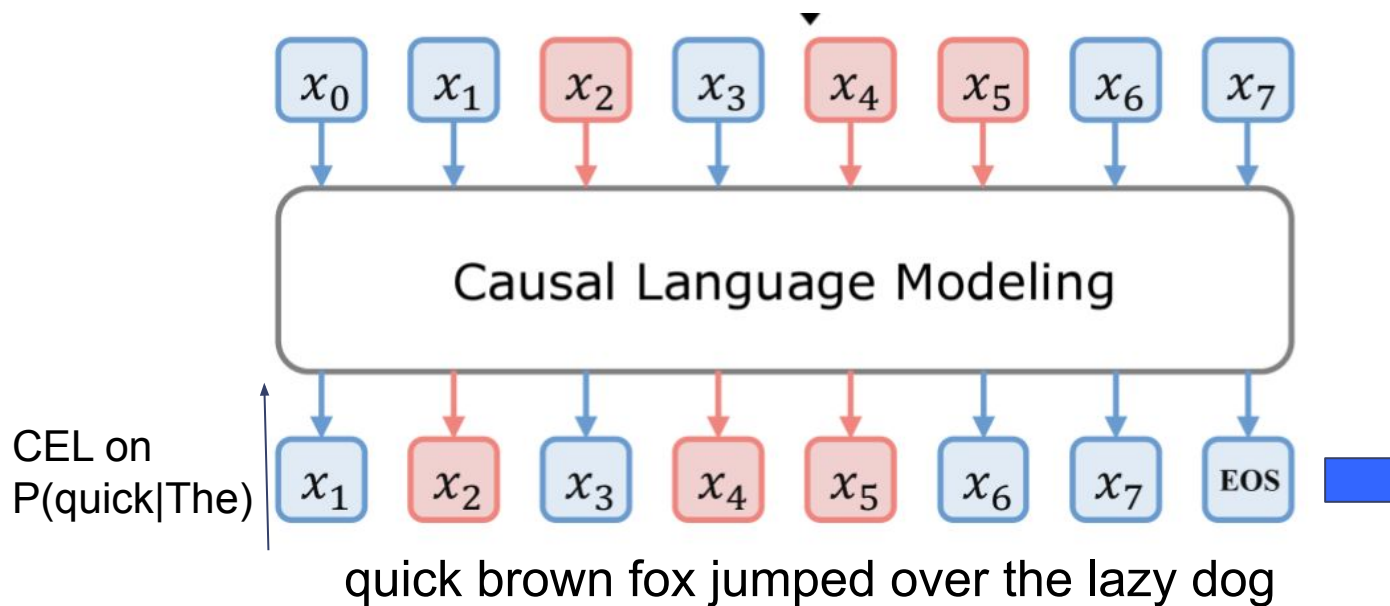 x₀ x₁ x₂ x₃ x₄ x₅ x₆ x₇
Causal Language Modeling
CEL on
P(quick|The)
x₁ x₂ x₃ x₄ x₅ x₆ x₇ EOS
quick brown fox jumped over the lazy dog